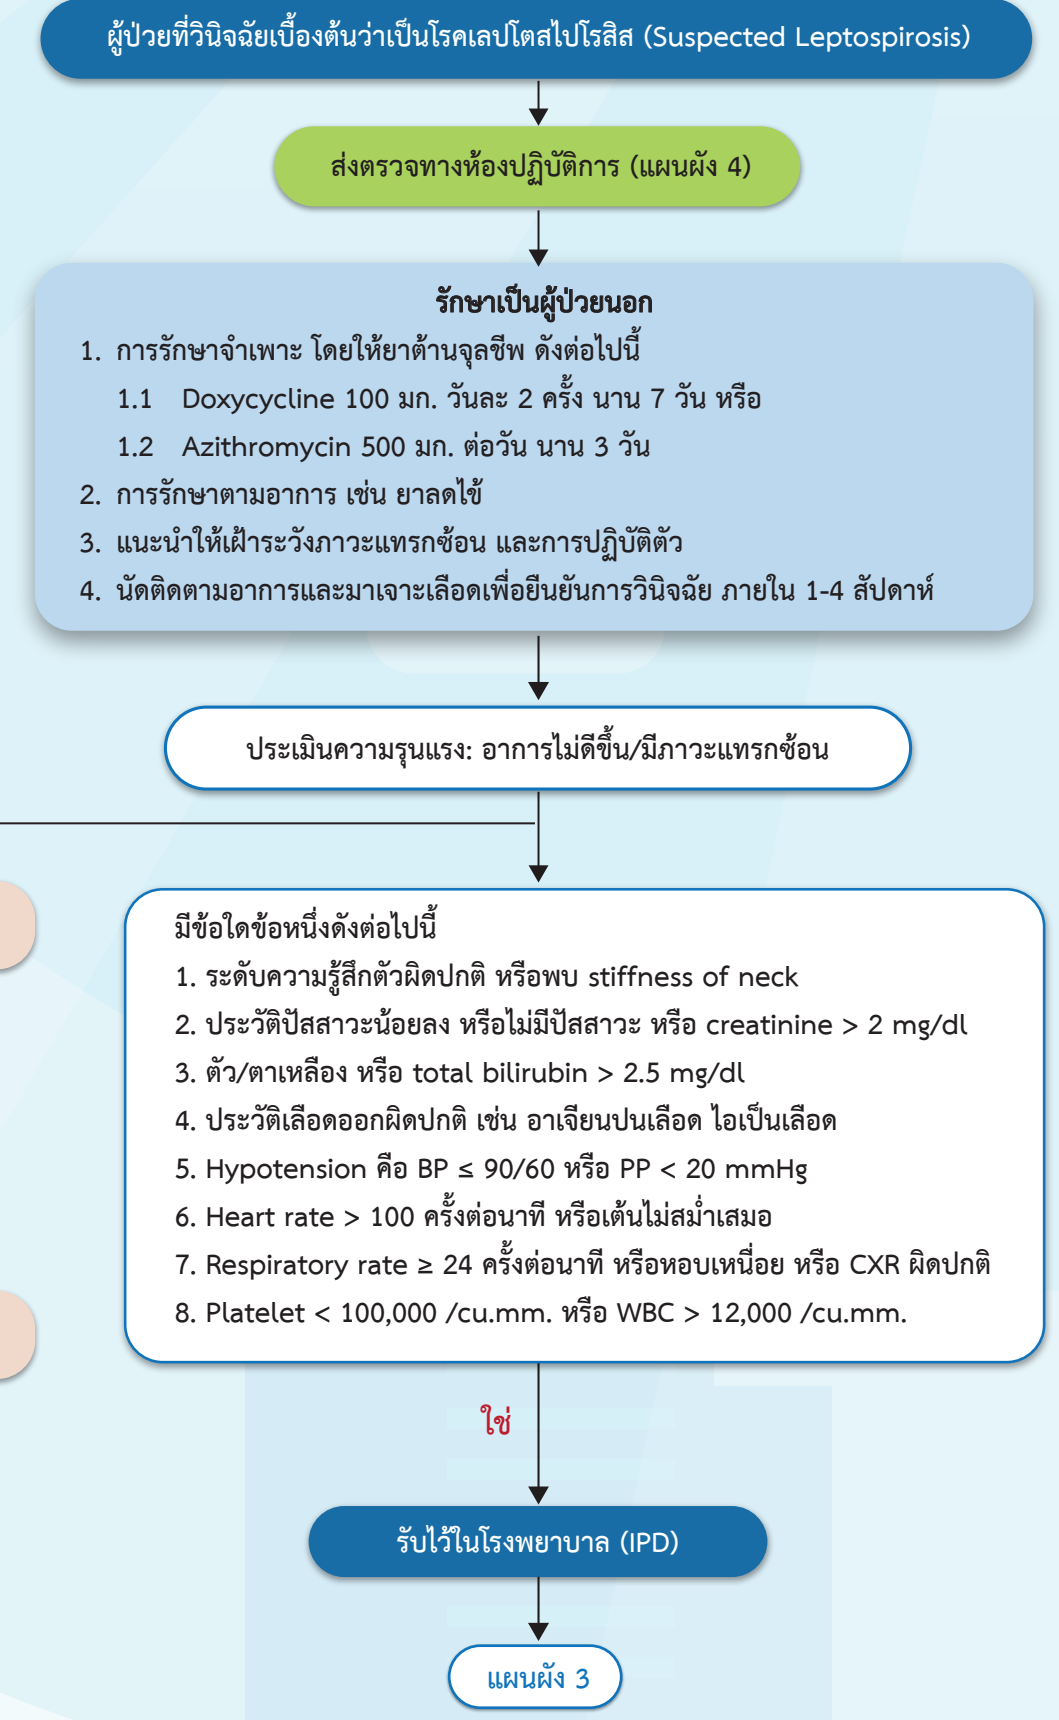 ผู้ป่วยที่วินิจฉัยเบื้องต้นว่าเป็นโรคเลปโตสไปโรสิส (Suspected Leptospirosis)
ส่งตรวจทางห้องปฏิบัติการ (แผนผัง 4)
รักษาเป็นผู้ป่วยนอก
1. การรักษาจำเพาะ โดยให้ยาต้านจุลชีพ ดังต่อไปนี้
1.1 Doxycycline 100 มก. วันละ 2 ครั้ง นาน 7 วัน หรือ
1.2 Azithromycin 500 มก. ต่อวัน นาน 3 วัน
2. การรักษาตามอาการ เช่น ยาลดไข้
3. แนะนำให้เฝ้าระวังภาวะแทรกซ้อน และการปฏิบัติตัว
4. นัดติดตามอาการและมาเจาะเลือดเพื่อยืนยันการวินิจฉัย ภายใน 1-4 สัปดาห์
ประเมินความรุนแรง: อาการไม่ดีขึ้น/มีภาวะแทรกซ้อน
มีข้อใดข้อหนึ่งดังต่อไปนี้
1. ระดับความรู้สึกตัวผิดปกติ หรือพบ stiffness of neck
2. ประวัติปัสสาวะน้อยลง หรือไม่มีปัสสาวะ หรือ creatinine > 2 mg/dl
3. ตัว/ตาเหลือง หรือ total bilirubin > 2.5 mg/dl
4. ประวัติเลือดออกผิดปกติ เช่น อาเจียนปนเลือด ไอเป็นเลือด
5. Hypotension คือ BP ≤ 90/60 หรือ PP < 20 mmHg
6. Heart rate > 100 ครั้งต่อนาที หรือเต้นไม่สม่ำเสมอ
7. Respiratory rate ≥ 24 ครั้งต่อนาที หรือหอบเหนื่อย หรือ CXR ผิดปกติ
8. Platelet < 100,000 /cu.mm. หรือ WBC > 12,000 /cu.mm.
ใช่
รับไว้ในโรงพยาบาล (IPD)
แผนผัง 3